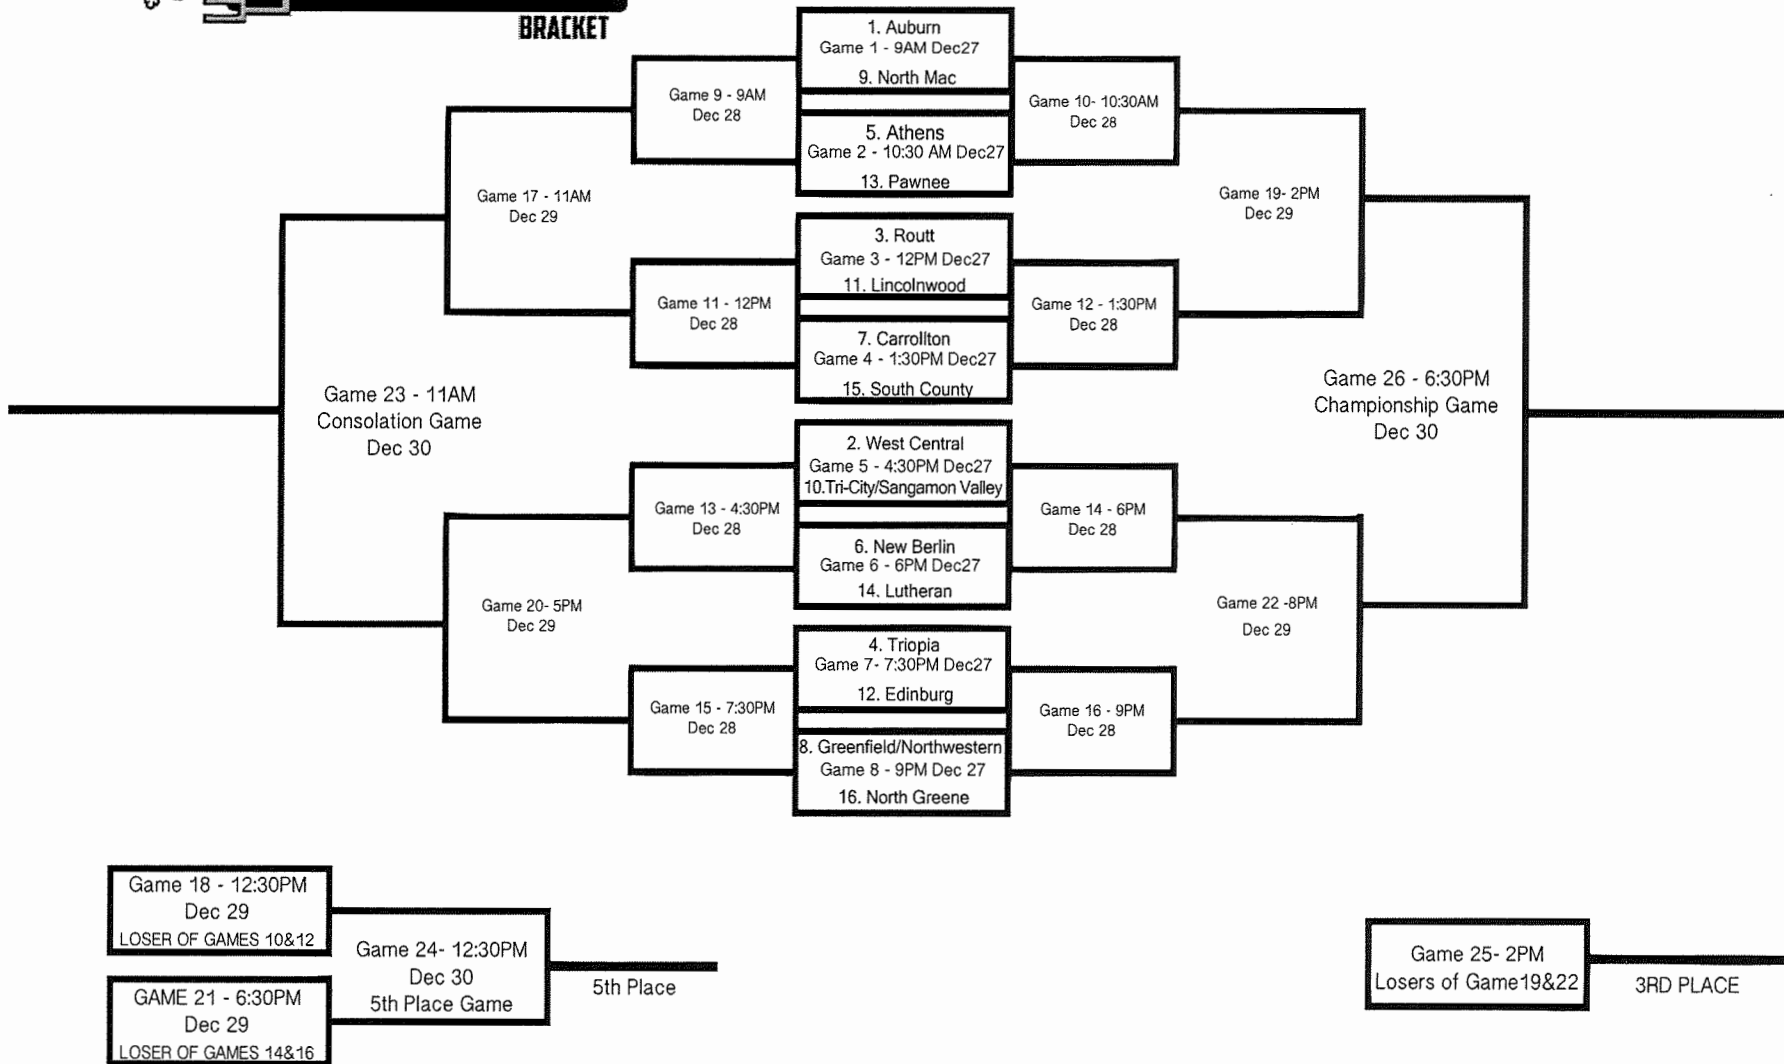 BRACKET
1. Auburn
Game 1 - 9AM Dec27
9. North Mac
Game 9 - 9AM
Dec 28
Game 10- 10:30AM
Dec 28
5. Athens
Game 2 - 10:30 AM Dec27
13. Pawnee
Game 17 - 11AM
Dec 29
Game 19- 2PM
Dec 29
3. Routt
Game 3 - 12PM Dec27
11. Lincolnwood
Game 11 - 12PM
Dec 28
Game 12 - 1:30PM
Dec 28
7. Carrollton
Game 4 - 1:30PM Dec27
15. South County
Game 23 - 11AM
Consolation Game
Dec 30
Game 26 - 6:30PM
Championship Game
Dec 30
2. West Central
Game 5 - 4:30PM Dec27
10.Tri-City/Sangamon Valley
Game 13 - 4:30PM
Dec 28
Game 14 - 6PM
Dec 28
6. New Berlin
Game 6 - 6PM Dec27
14. Lutheran
Game 20- 5PM
Dec 29
Game 22 -8PM
Dec 29
4. Triopia
Game 7- 7:30PM Dec27
12. Edinburg
Game 15 - 7:30PM
Dec 28
Game 16 - 9PM
Dec 28
8. Greenfield/Northwestern
Game 8 - 9PM Dec 27
16. North Greene
Game 18 - 12:30PM
Dec 29
LOSER OF GAMES 10&12
Game 24- 12:30PM
Dec 30
5th Place Game
5th Place
GAME 21 - 6:30PM
Dec 29
LOSER OF GAMES 14&16
Game 25- 2PM
Losers of Game19&22
3RD PLACE